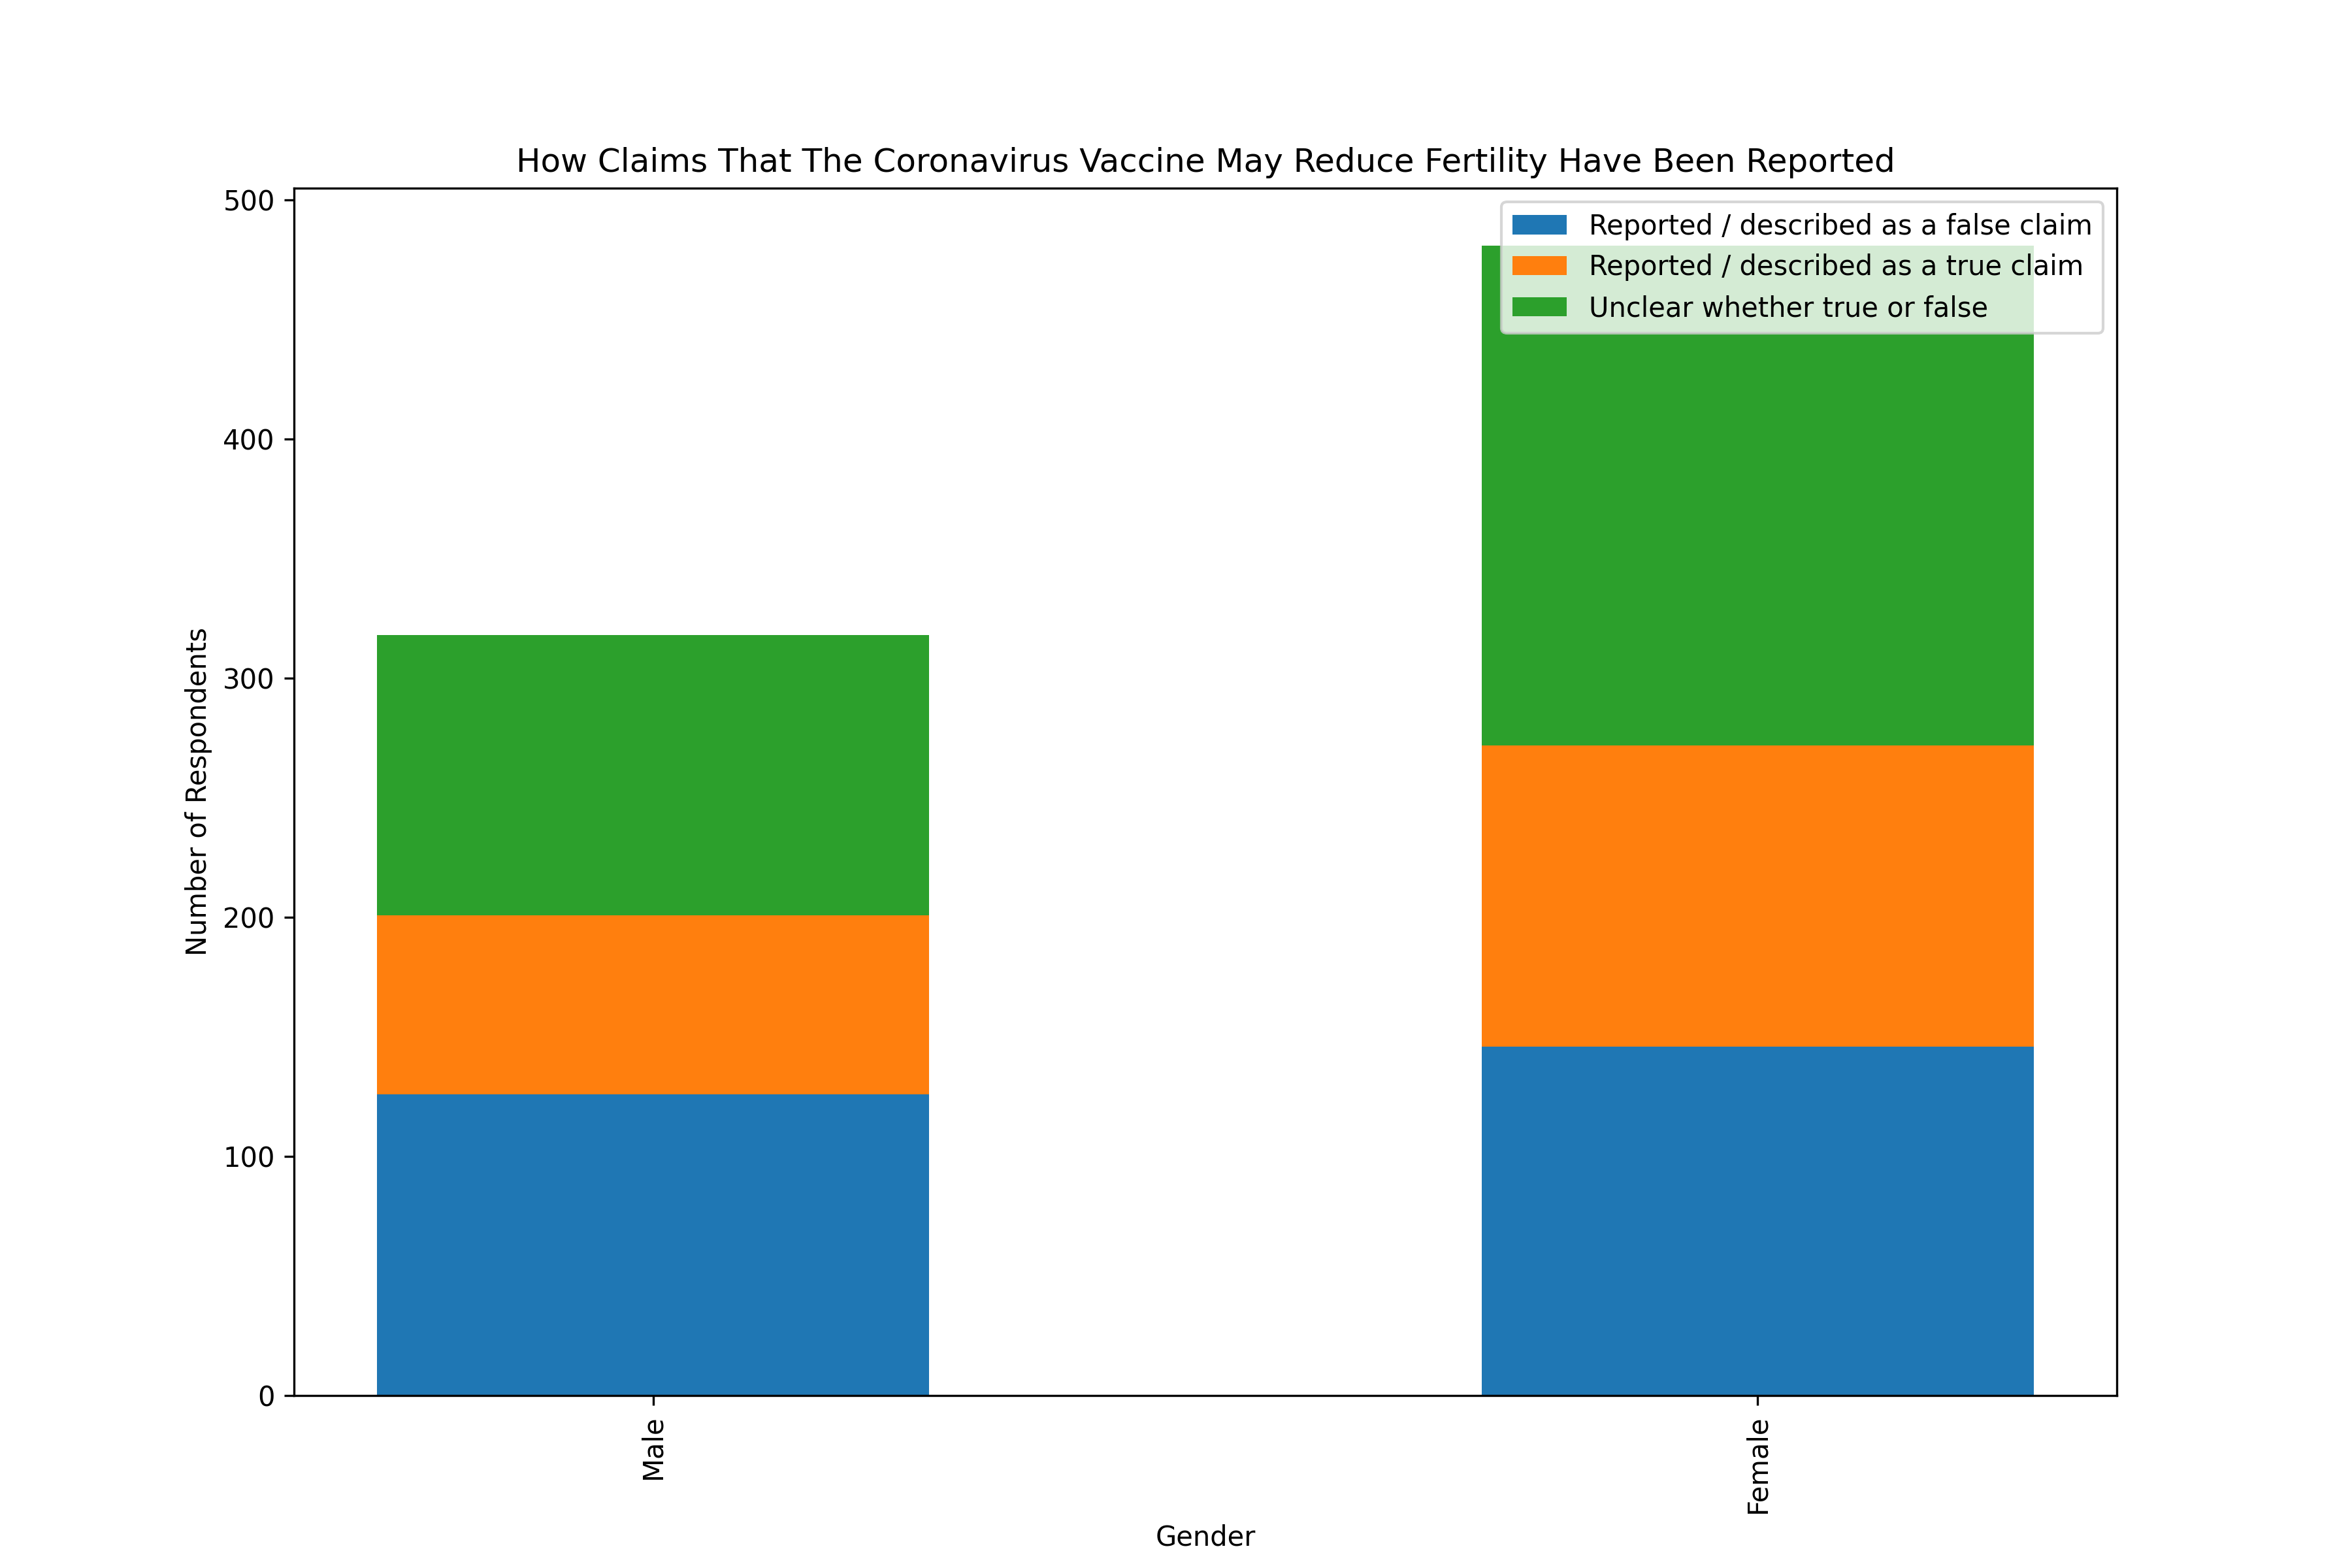 How Claims That The Coronavirus Vaccine May Reduce Fertility Have Been Reported
500
400
300
200
100
0
Number of Respondents
Reported / described as a false claim
Reported / described as a true claim
Unclear whether true or false
Male
Female
Gender